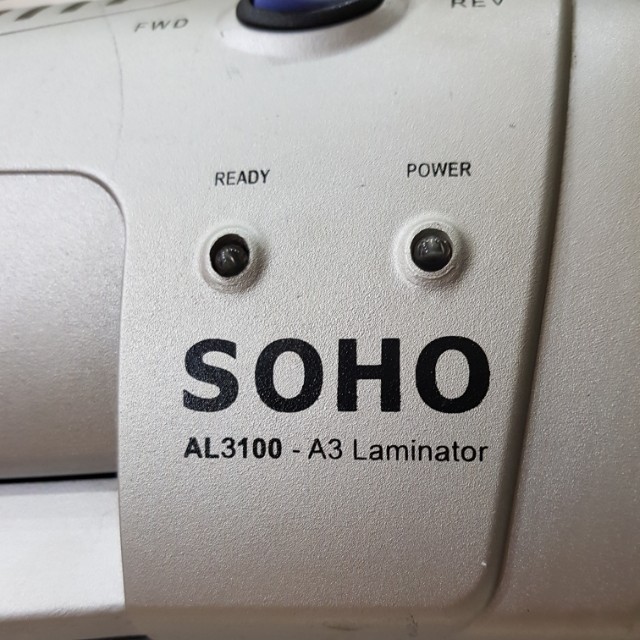 FWD REV
READY POWER
SOHO
AL3100 - A3 Laminator